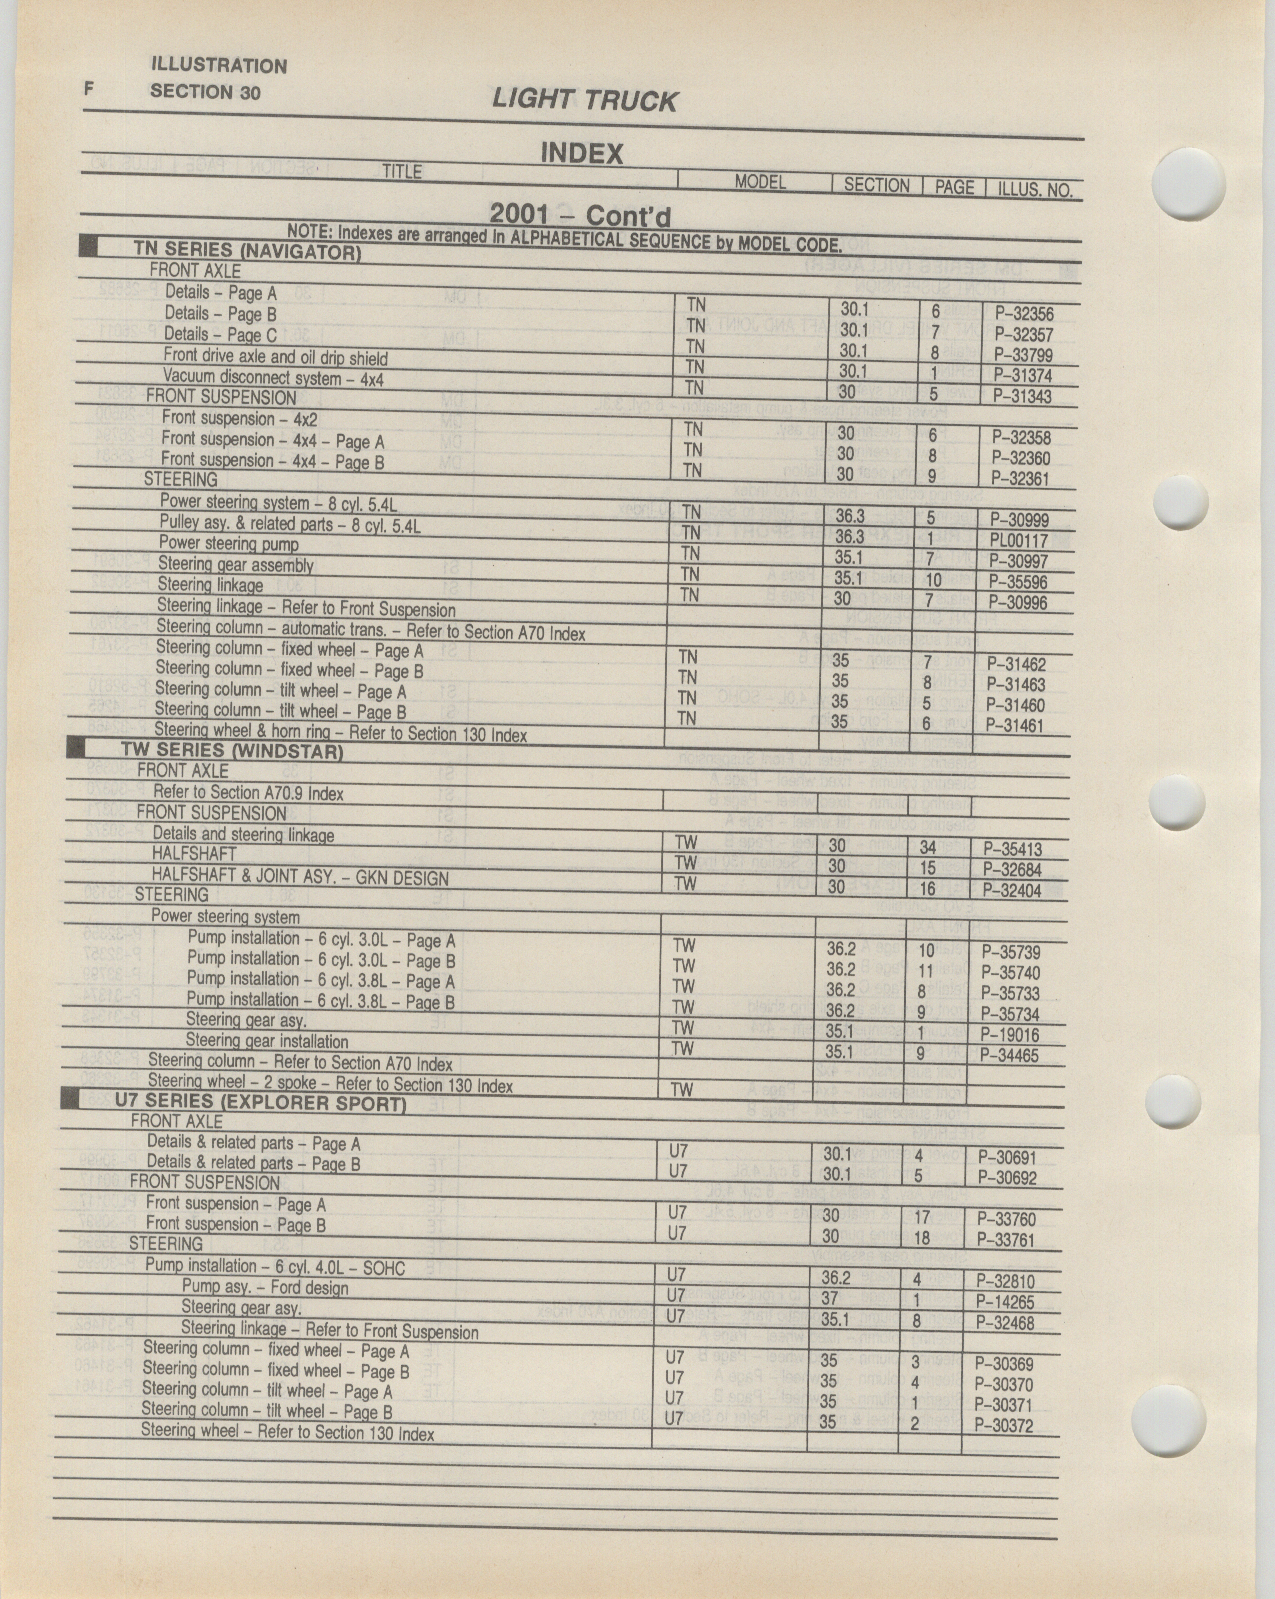 ILLUSTRATION
F SECTION 30 LIGHT TRUCK
INDEX
TITLE MODEL SECTION PAGE ILLUS. NO.
2001 – Cont'd
NOTE: Indexes are arranged in ALPHABETICAL SEQUENCE by MODEL CODE.
TN SERIES (NAVIGATOR)
FRONT AXLE
Details – Page A TN 30.1 6 P–32356
Details – Page B TN 30.1 7 P–32357
Details – Page C TN 30.1 8 P–33799
Front drive axle and oil drip shield TN 30.1 1 P–31374
Vacuum disconnect system – 4x4 TN 30 5 P–31343
FRONT SUSPENSION
Front suspension – 4x2 TN 30 6 P–32358
Front suspension – 4x4 – Page A TN 30 8 P–32360
Front suspension – 4x4 – Page B TN 30 9 P–32361
STEERING
Power steering system – 8 cyl. 5.4L TN 36.3 5 P–30999
Pulley asy. & related parts – 8 cyl. 5.4L TN 36.3 1 PL00117
Power steering pump TN 35.1 7 P–30997
Steering gear assembly TN 35.1 10 P–35596
Steering linkage TN 30 7 P–30996
Steering linkage – Refer to Front Suspension
Steering column – automatic trans. – Refer to Section A70 Index
Steering column – fixed wheel – Page A TN 35 7 P–31462
Steering column – fixed wheel – Page B TN 35 8 P–31463
Steering column – tilt wheel – Page A TN 35 5 P–31460
Steering column – tilt wheel – Page B TN 35 6 P–31461
Steering wheel & horn ring – Refer to Section 130 Index
TW SERIES (WINDSTAR)
FRONT AXLE
Refer to Section A70.9 Index
FRONT SUSPENSION
Details and steering linkage TW 30 34 P–35413
HALFSHAFT TW 30 15 P–32684
HALFSHAFT & JOINT ASY. – GKN DESIGN TW 30 16 P–32404
STEERING
Power steering system
Pump installation – 6 cyl. 3.0L – Page A TW 36.2 10 P–35739
Pump installation – 6 cyl. 3.0L – Page B TW 36.2 11 P–35740
Pump installation – 6 cyl. 3.8L – Page A TW 36.2 8 P–35733
Pump installation – 6 cyl. 3.8L – Page B TW 36.2 9 P–35734
Steering gear asy. TW 35.1 1 P–19016
Steering gear installation TW 35.1 9 P–34465
Steering column – Refer to Section A70 Index
Steering wheel – 2 spoke – Refer to Section 130 Index TW
U7 SERIES (EXPLORER SPORT)
FRONT AXLE
Details & related parts – Page A U7 30.1 4 P–30691
Details & related parts – Page B U7 30.1 5 P–30692
FRONT SUSPENSION
Front suspension – Page A U7 30 17 P–33760
Front suspension – Page B U7 30 18 P–33761
STEERING
Pump installation – 6 cyl. 4.0L – SOHC U7 36.2 4 P–32810
Pump asy. – Ford design U7 37 1 P–14265
Steering gear asy. U7 35.1 8 P–32468
Steering linkage – Refer to Front Suspension
Steering column – fixed wheel – Page A U7 35 3 P–30369
Steering column – fixed wheel – Page B U7 35 4 P–30370
Steering column – tilt wheel – Page A U7 35 1 P–30371
Steering column – tilt wheel – Page B U7 35 2 P–30372
Steering wheel – Refer to Section 130 Index